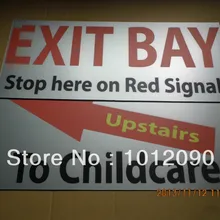 EXIT BAY
Stop here on Red Signal
Upstairs
Store No: 1012090
To Childcare